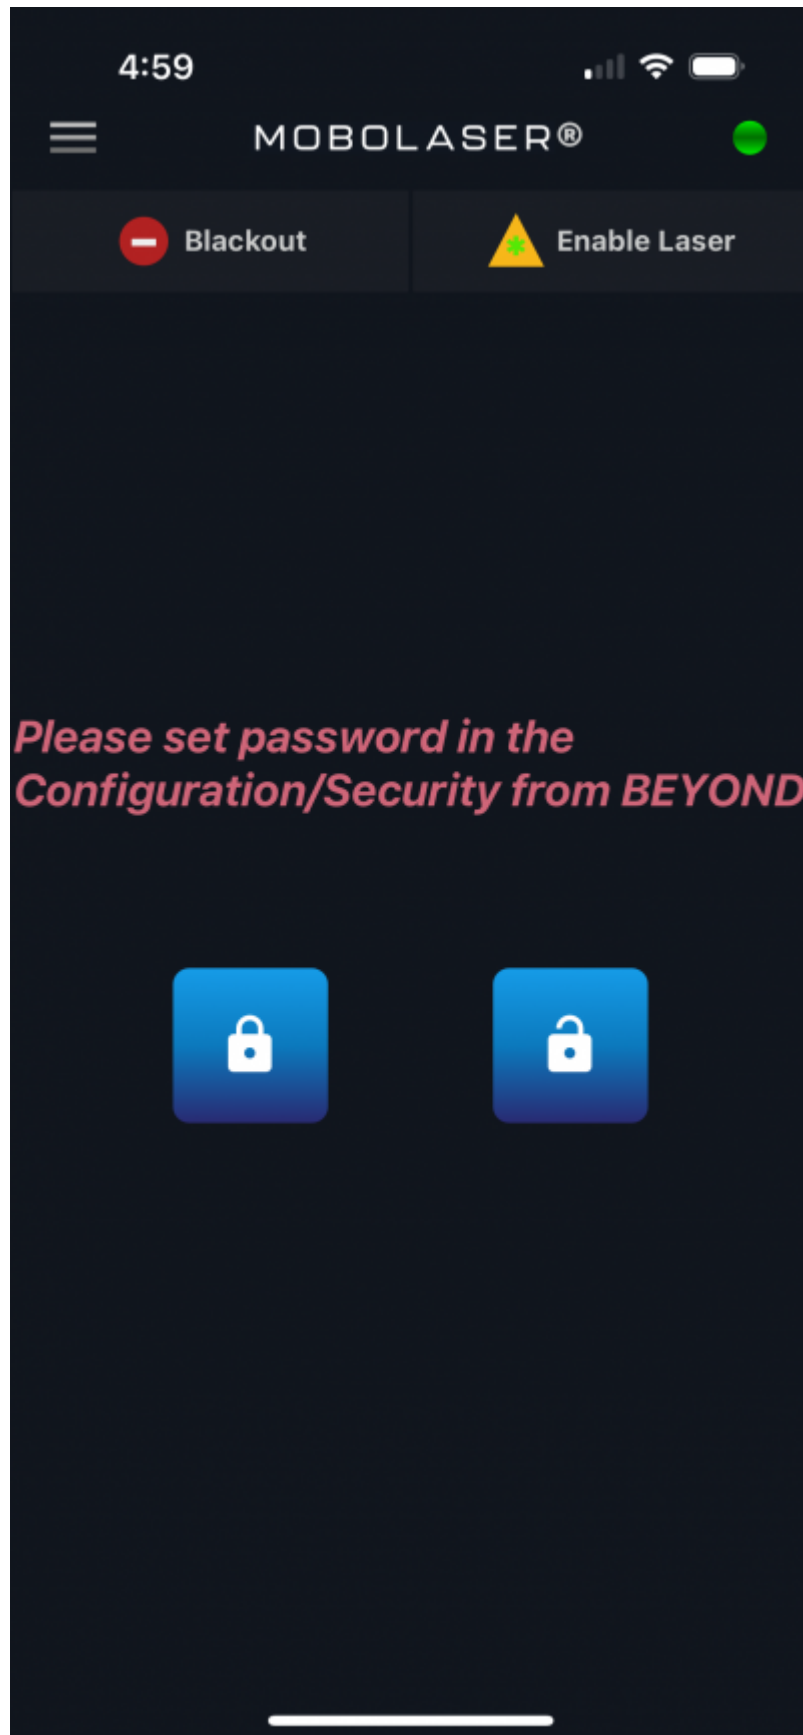 4:59
MOBOLASER®
Blackout
Enable Laser
Please set password in the
Configuration/Security from BEYOND